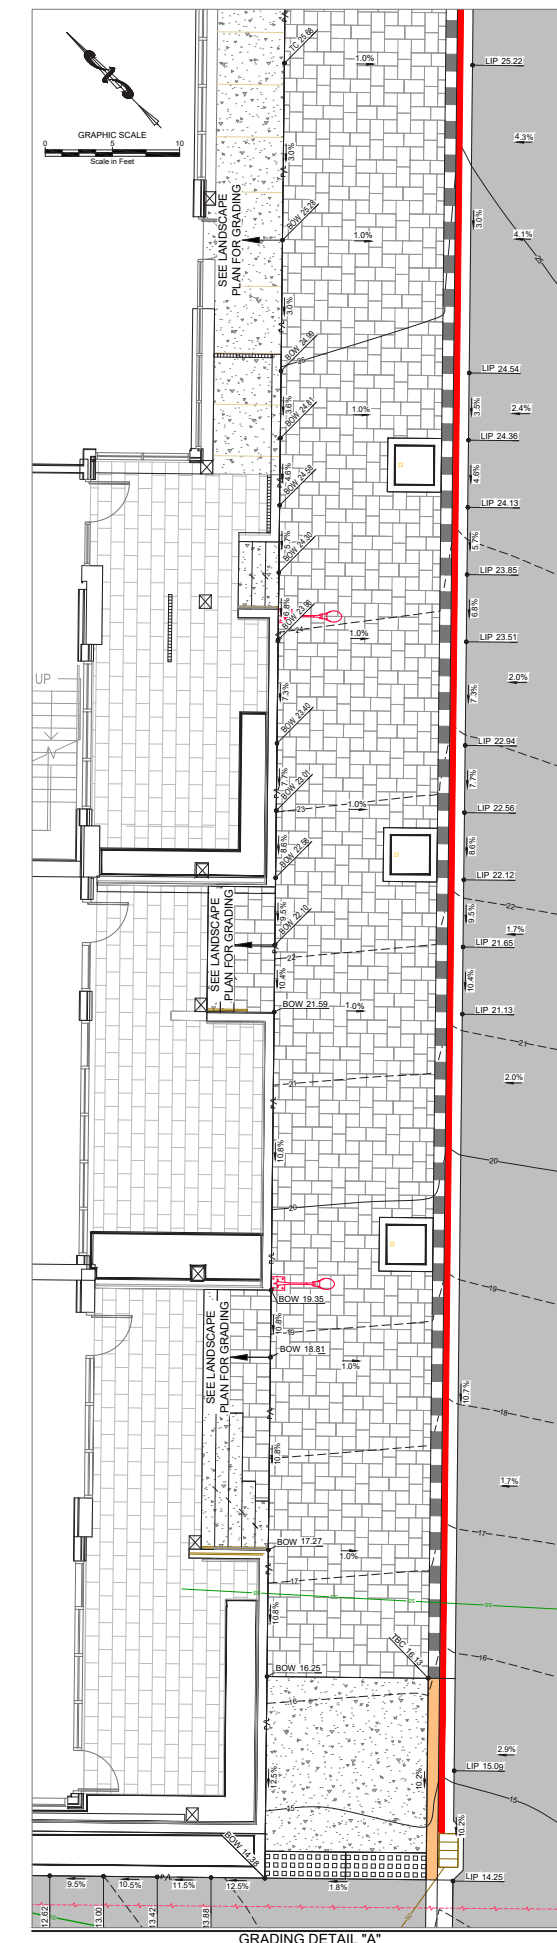 GRAPHIC SCALE
0 5 10
Scale in Feet
TC 25.68
1.0%
LIP 25.22
4.3%
3.0%
P/L
SEE LANDSCAPE
PLAN FOR GRADING
BOW 25.28
1.0%
3.0%
4.1%
25
3.0%
P/L
BOW 24.99
25
LIP 24.54
3.6%
BOW 24.81
1.0%
3.5%
2.4%
LIP 24.36
4.6%
BOW 24.58
4.6%
LIP 24.13
5.7%
BOW 24.30
5.7%
LIP 23.85
6.8%
BOW 23.96
24
1.0%
6.8%
LIP 23.51
UP
7.3%
2.0%
7.3%
BOW 23.40
LIP 22.94
7.7%
BOW 23.01
7.7%
23
1.0%
LIP 22.56
8.6%
BOW 22.58
8.6%
LIP 22.12
SEE LANDSCAPE
PLAN FOR GRADING
9.5%
BOW 22.10
9.5%
22
1.7%
22
LIP 21.65
10.4%
10.4%
BOW 21.59
1.0%
LIP 21.13
21
2.0%
21
P/L
10.8%
20
20
P/L
19
BOW 19.35
SEE LANDSCAPE
PLAN FOR GRADING
10.8%
19
BOW 18.81
1.0%
10.7%
18
P/L
10.8%
1.7%
BOW 17.27
1.0%
17
17
SS
SS
SS
SS
10.8%
TBC 16.13
16
BOW 16.25
16
P/L
2.9%
12.5%
10.2%
LIP 15.09
15
15
10.2%
BOW 14.38
LIP 14.25
P/L
9.5%
10.5%
11.5%
12.5%
1.8%
12.62
13.00
13.42
13.88
GRADING DETAIL "A"